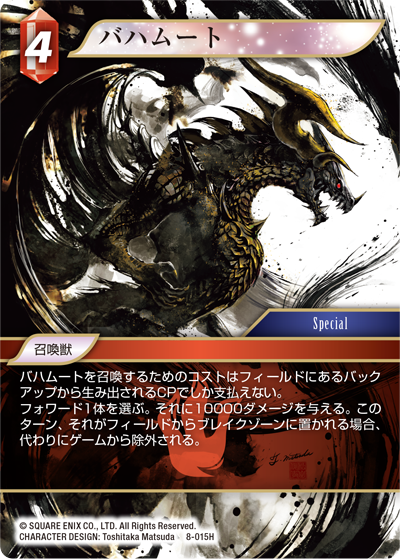 4
バハムート
Special
召喚獣
バハムートを召喚するためのコストはフィールドにあるバック
アップから生み出されるCPでしか支払えない。
フォワード1体を選ぶ。それに10000ダメージを与える。この
ターン、それがフィールドからブレイクゾーンに置かれる場合、
代わりにゲームから除外される。
© SQUARE ENIX CO., LTD. All Rights Reserved.
CHARACTER DESIGN: Toshitaka Matsuda 8-015H